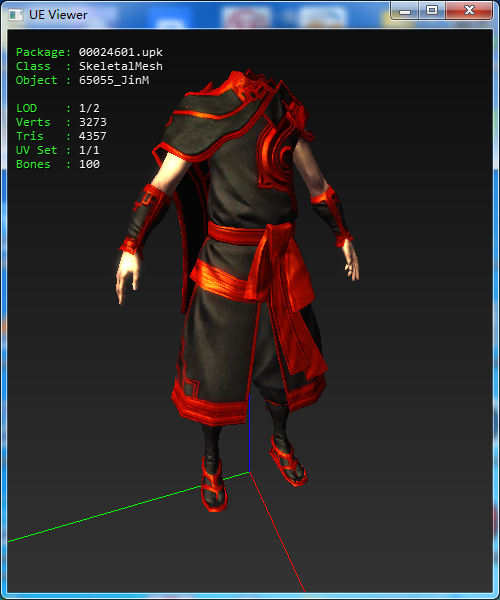 UE Viewer
Package: 00024601.upk
Class : SkeletalMesh
Object : 65055_JinM
LOD : 1/2
Verts : 3273
Tris : 4357
UV Set : 1/1
Bones : 100